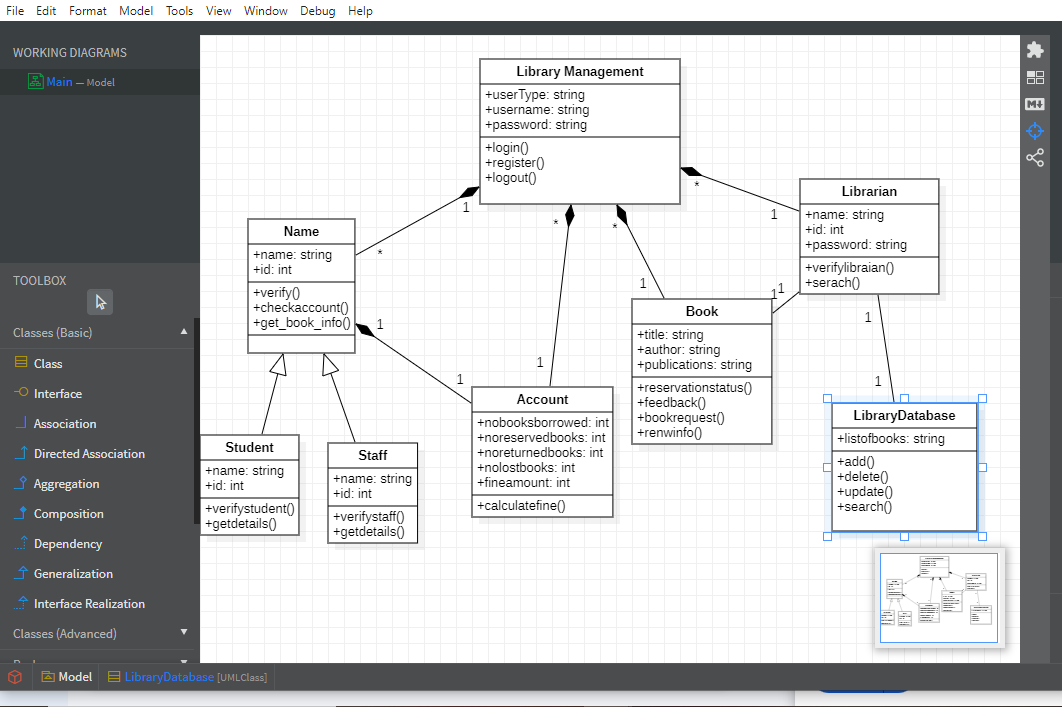 File Edit Format Model Tools View Window Debug Help
WORKING DIAGRAMS
Main — Model
TOOLBOX
Classes (Basic)
Class
Interface
Association
Directed Association
Aggregation
Composition
Dependency
Generalization
Interface Realization
Classes (Advanced)
Library Management
+userType: string
+username: string
+password: string
+login()
+register()
+logout()
1
*
*
1
*
1
*
1
Name
+name: string
+id: int
+verify()
+checkaccount()
+get_book_info()
1
1
Student
+name: string
+id: int
+verifystudent()
+getdetails()
Staff
+name: string
+id: int
+verifystaff()
+getdetails()
Account
+nobooksborrowed: int
+noreservedbooks: int
+noreturnedbooks: int
+nolostbooks: int
+fineamount: int
+calculatefine()
Book
+title: string
+author: string
+publications: string
+reservationstatus()
+feedback()
+bookrequest()
+renwinfo()
1
1
Librarian
+name: string
+id: int
+password: string
+verifylibraian()
+serach()
1
1
LibraryDatabase
+listofbooks: string
+add()
+delete()
+update()
+search()
M
Model
LibraryDatabase [UMLClass]